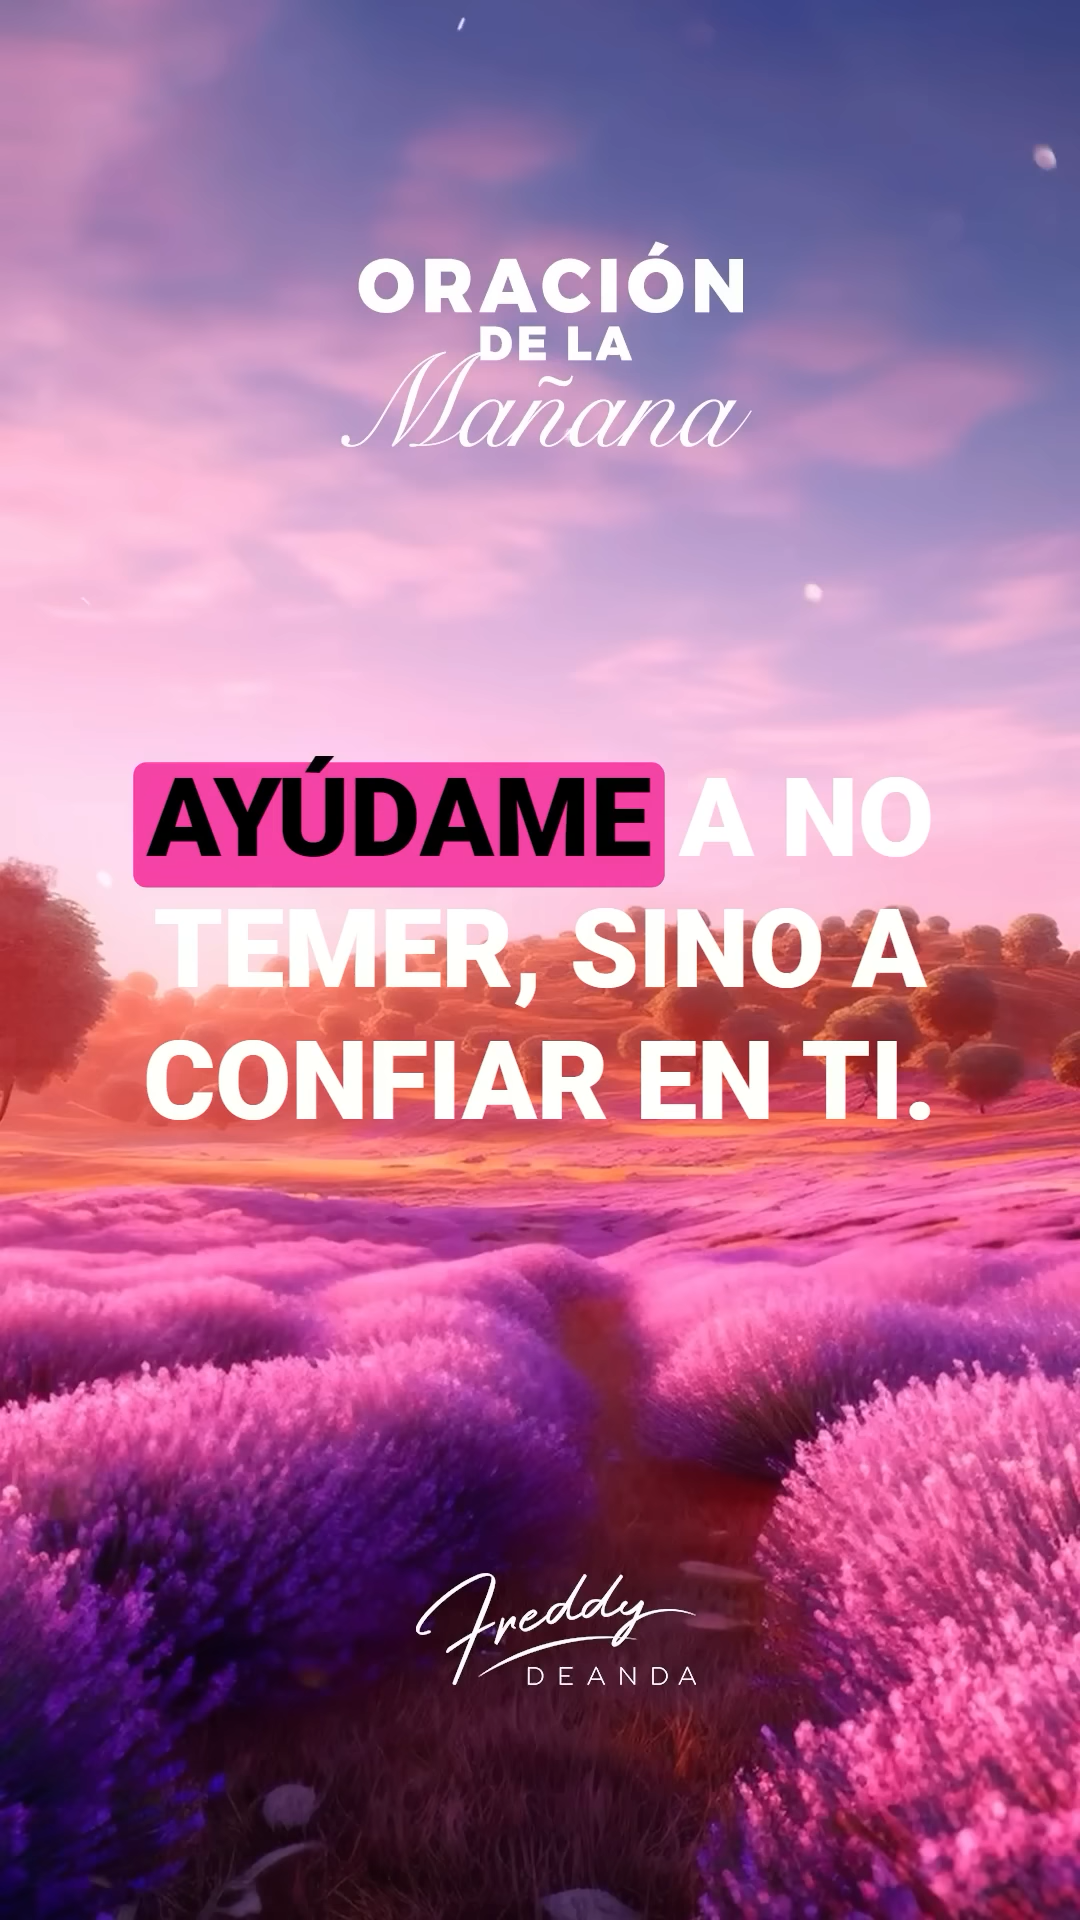 ORACIÓN
DE LA
Mañana
AYÚDAME A NO
TEMER, SINO A
CONFIAR EN TI.
Freddy
DEANDA